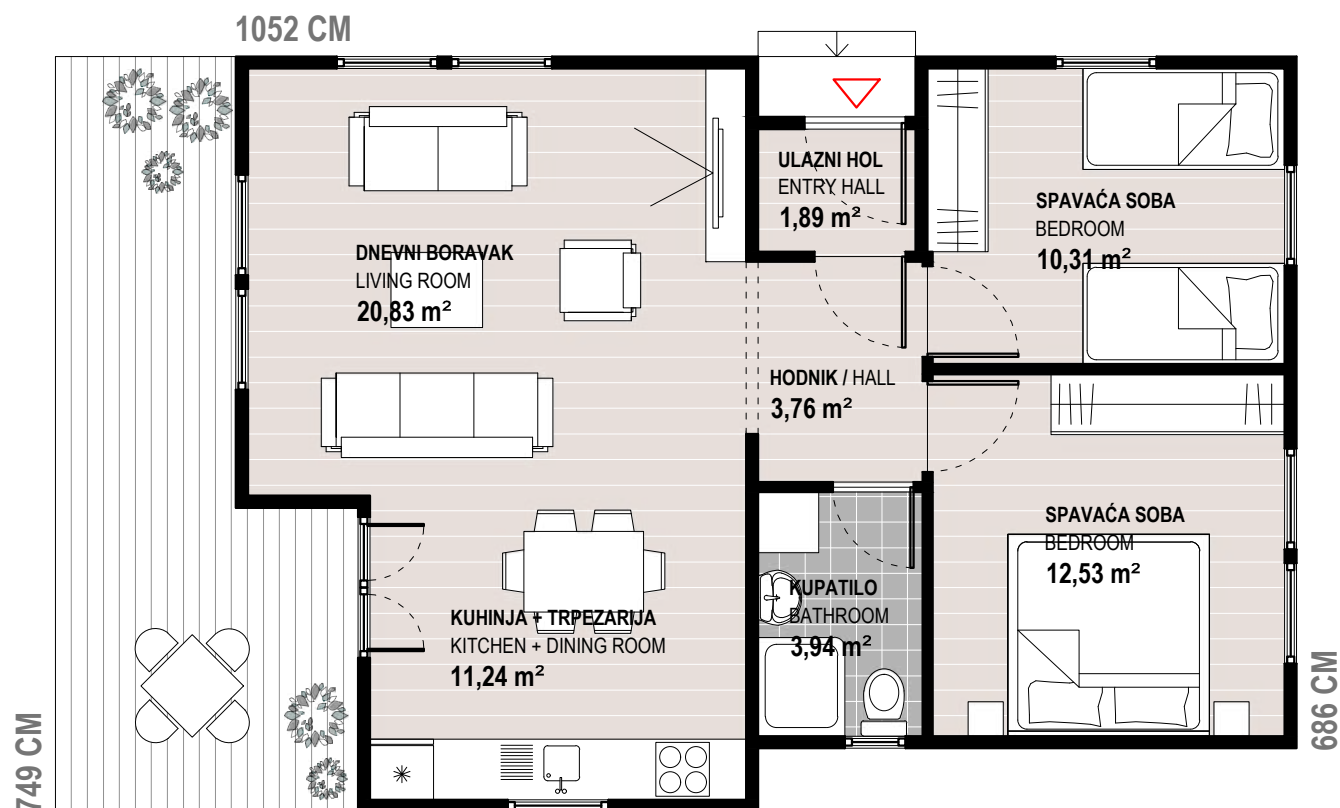 1052 CM
ULAZNI HOL
ENTRY HALL
1,89 m²
SPAVAĆA SOBA
BEDROOM
10,31 m²
DNEVNI BORAVAK
LIVING ROOM
20,83 m²
HODNIK / HALL
3,76 m²
SPAVAĆA SOBA
BEDROOM
12,53 m²
KUPATILO
BATHROOM
3,94 m²
KUHINJA + TRPEZARIJA
KITCHEN + DINING ROOM
11,24 m²
749 CM
686 CM